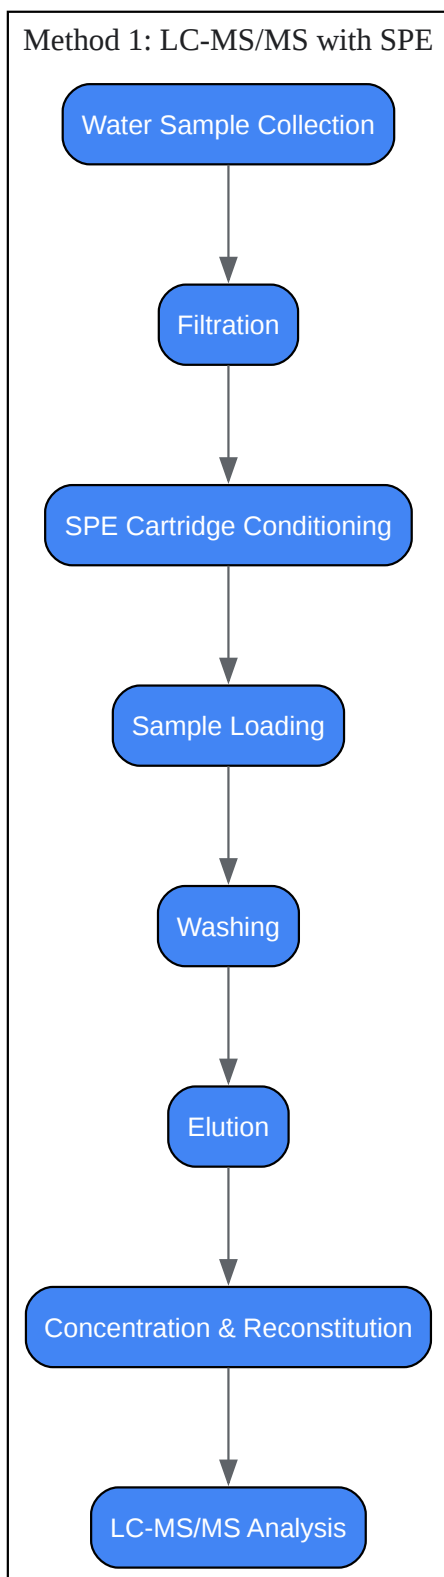 Method 1: LC-MS/MS with SPE
Water Sample Collection
Filtration
SPE Cartridge Conditioning
Sample Loading
Washing
Elution
Concentration & Reconstitution
LC-MS/MS Analysis